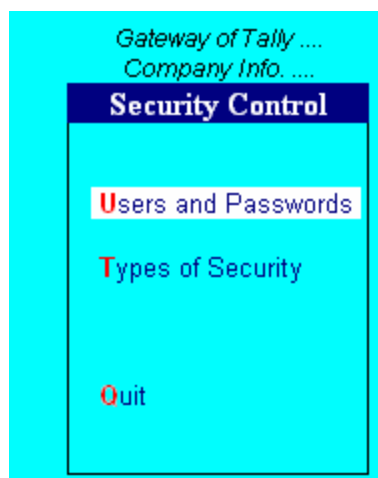 Gateway of Tally ....
Company Info. ....
Security Control
Users and Passwords
Types of Security
Quit